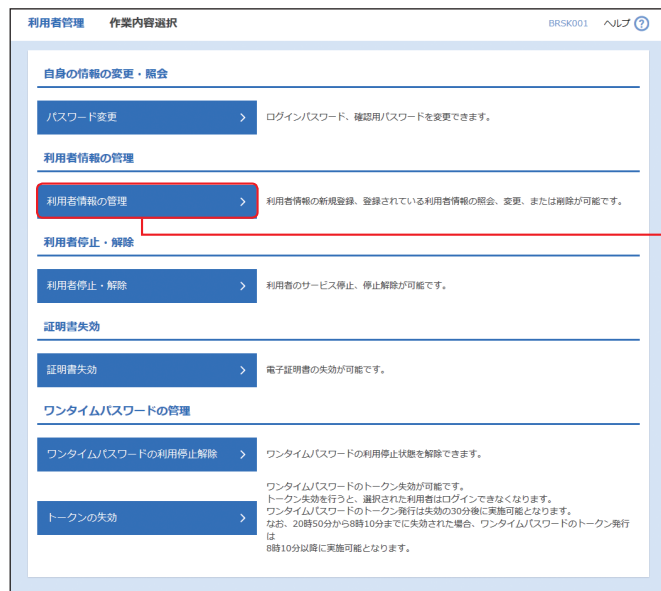 利用者管理 作業内容選択 BRSK001 ヘルプ ?
自身の情報の変更・照会
パスワード変更 ログインパスワード、確認用パスワードを変更できます。
利用者情報の管理
利用者情報の管理 利用者情報の新規登録、登録されている利用者情報の照会、変更、または削除が可能です。
利用者停止・解除
利用者停止・解除 利用者のサービス停止、停止解除が可能です。
証明書失効
証明書失効 電子証明書の失効が可能です。
ワンタイムパスワードの管理
ワンタイムパスワードの利用停止解除 ワンタイムパスワードの利用停止状態を解除できます。
トークンの失効
ワンタイムパスワードのトークン失効が可能です。
トークン失効を行うと、選択された利用者はログインできなくなります。
ワンタイムパスワードのトークン発行は失効の30分後に実施可能となります。
なお、20時50分から8時10分までに失効された場合、ワンタイムパスワードのトークン発行
は
8時10分以降に実施可能となります。